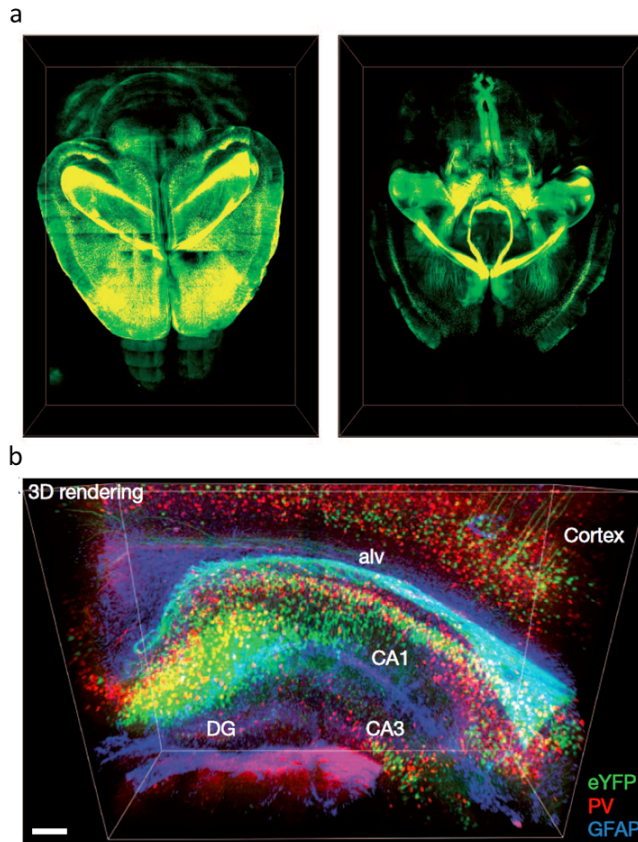 a
b
3D rendering
Cortex
alv
CA1
DG
CA3
eYFP
PV
GFAP